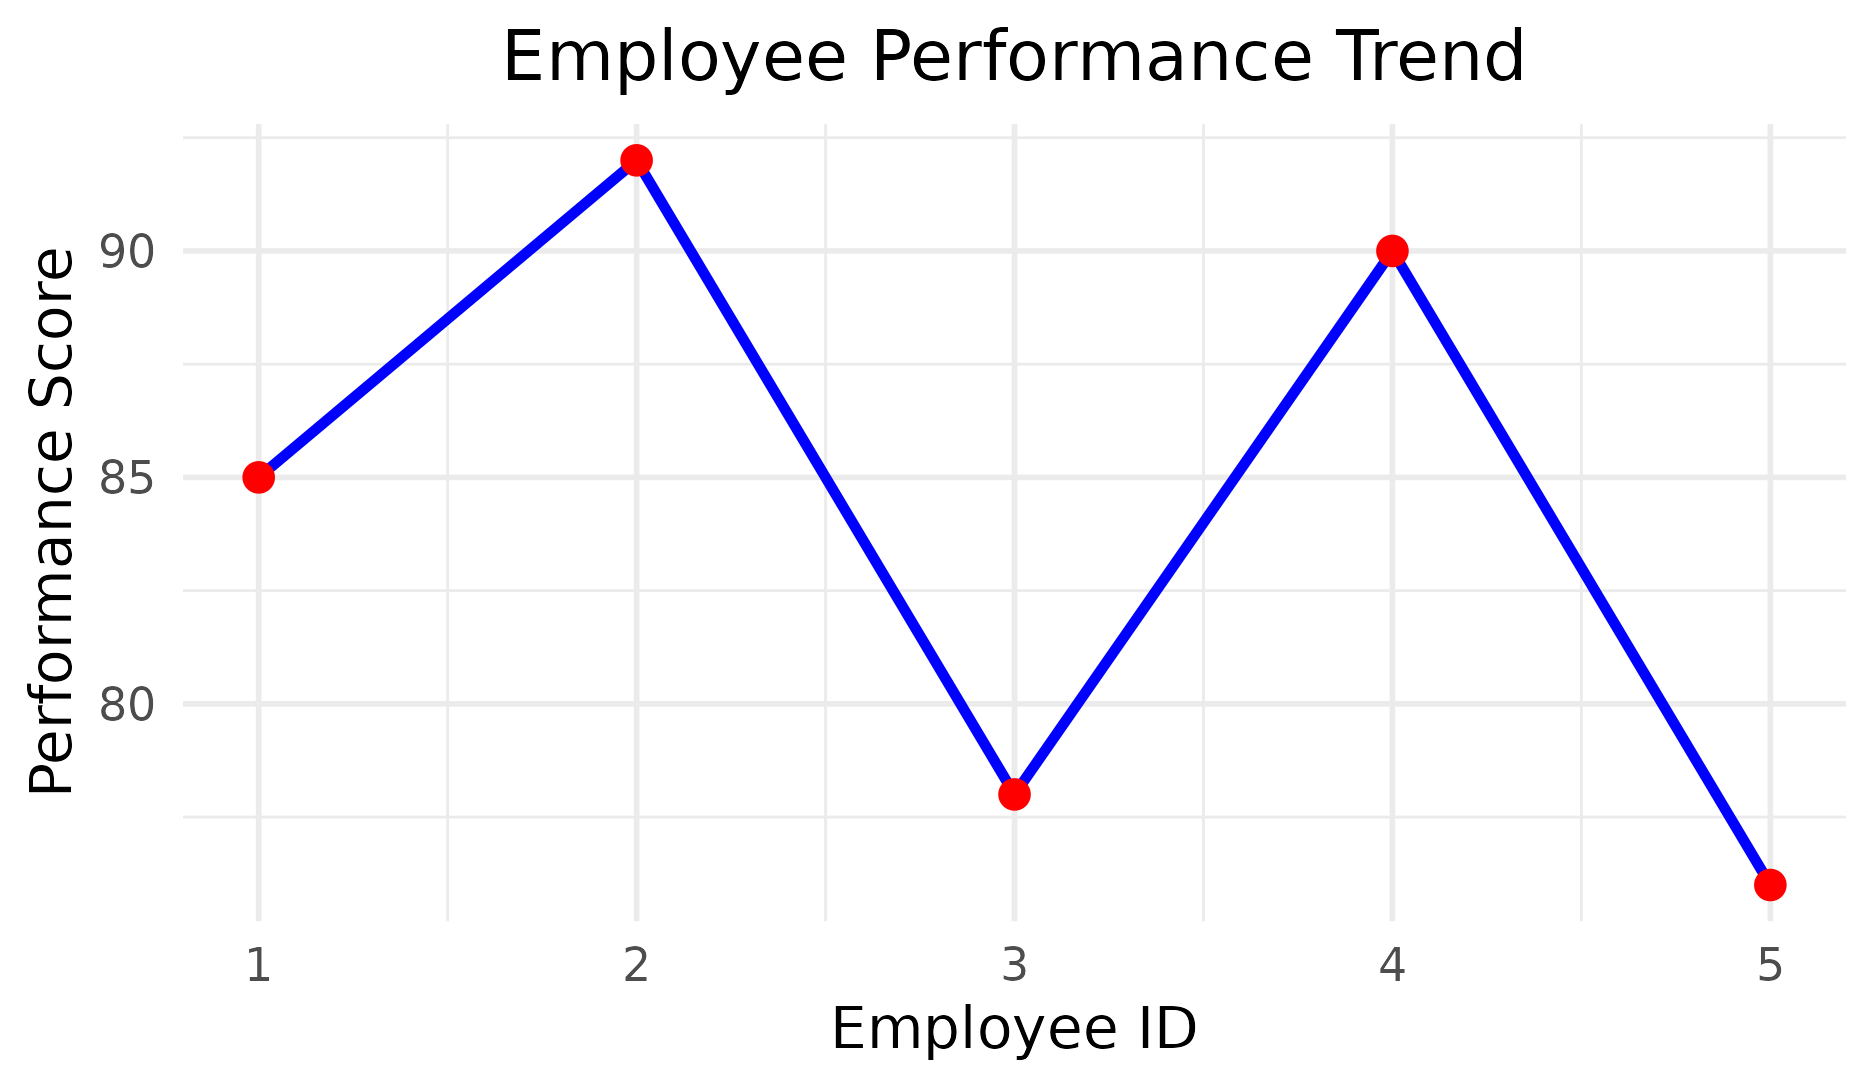 Employee Performance Trend
Performance Score
90
85
80
1 2 3 4 5
Employee ID